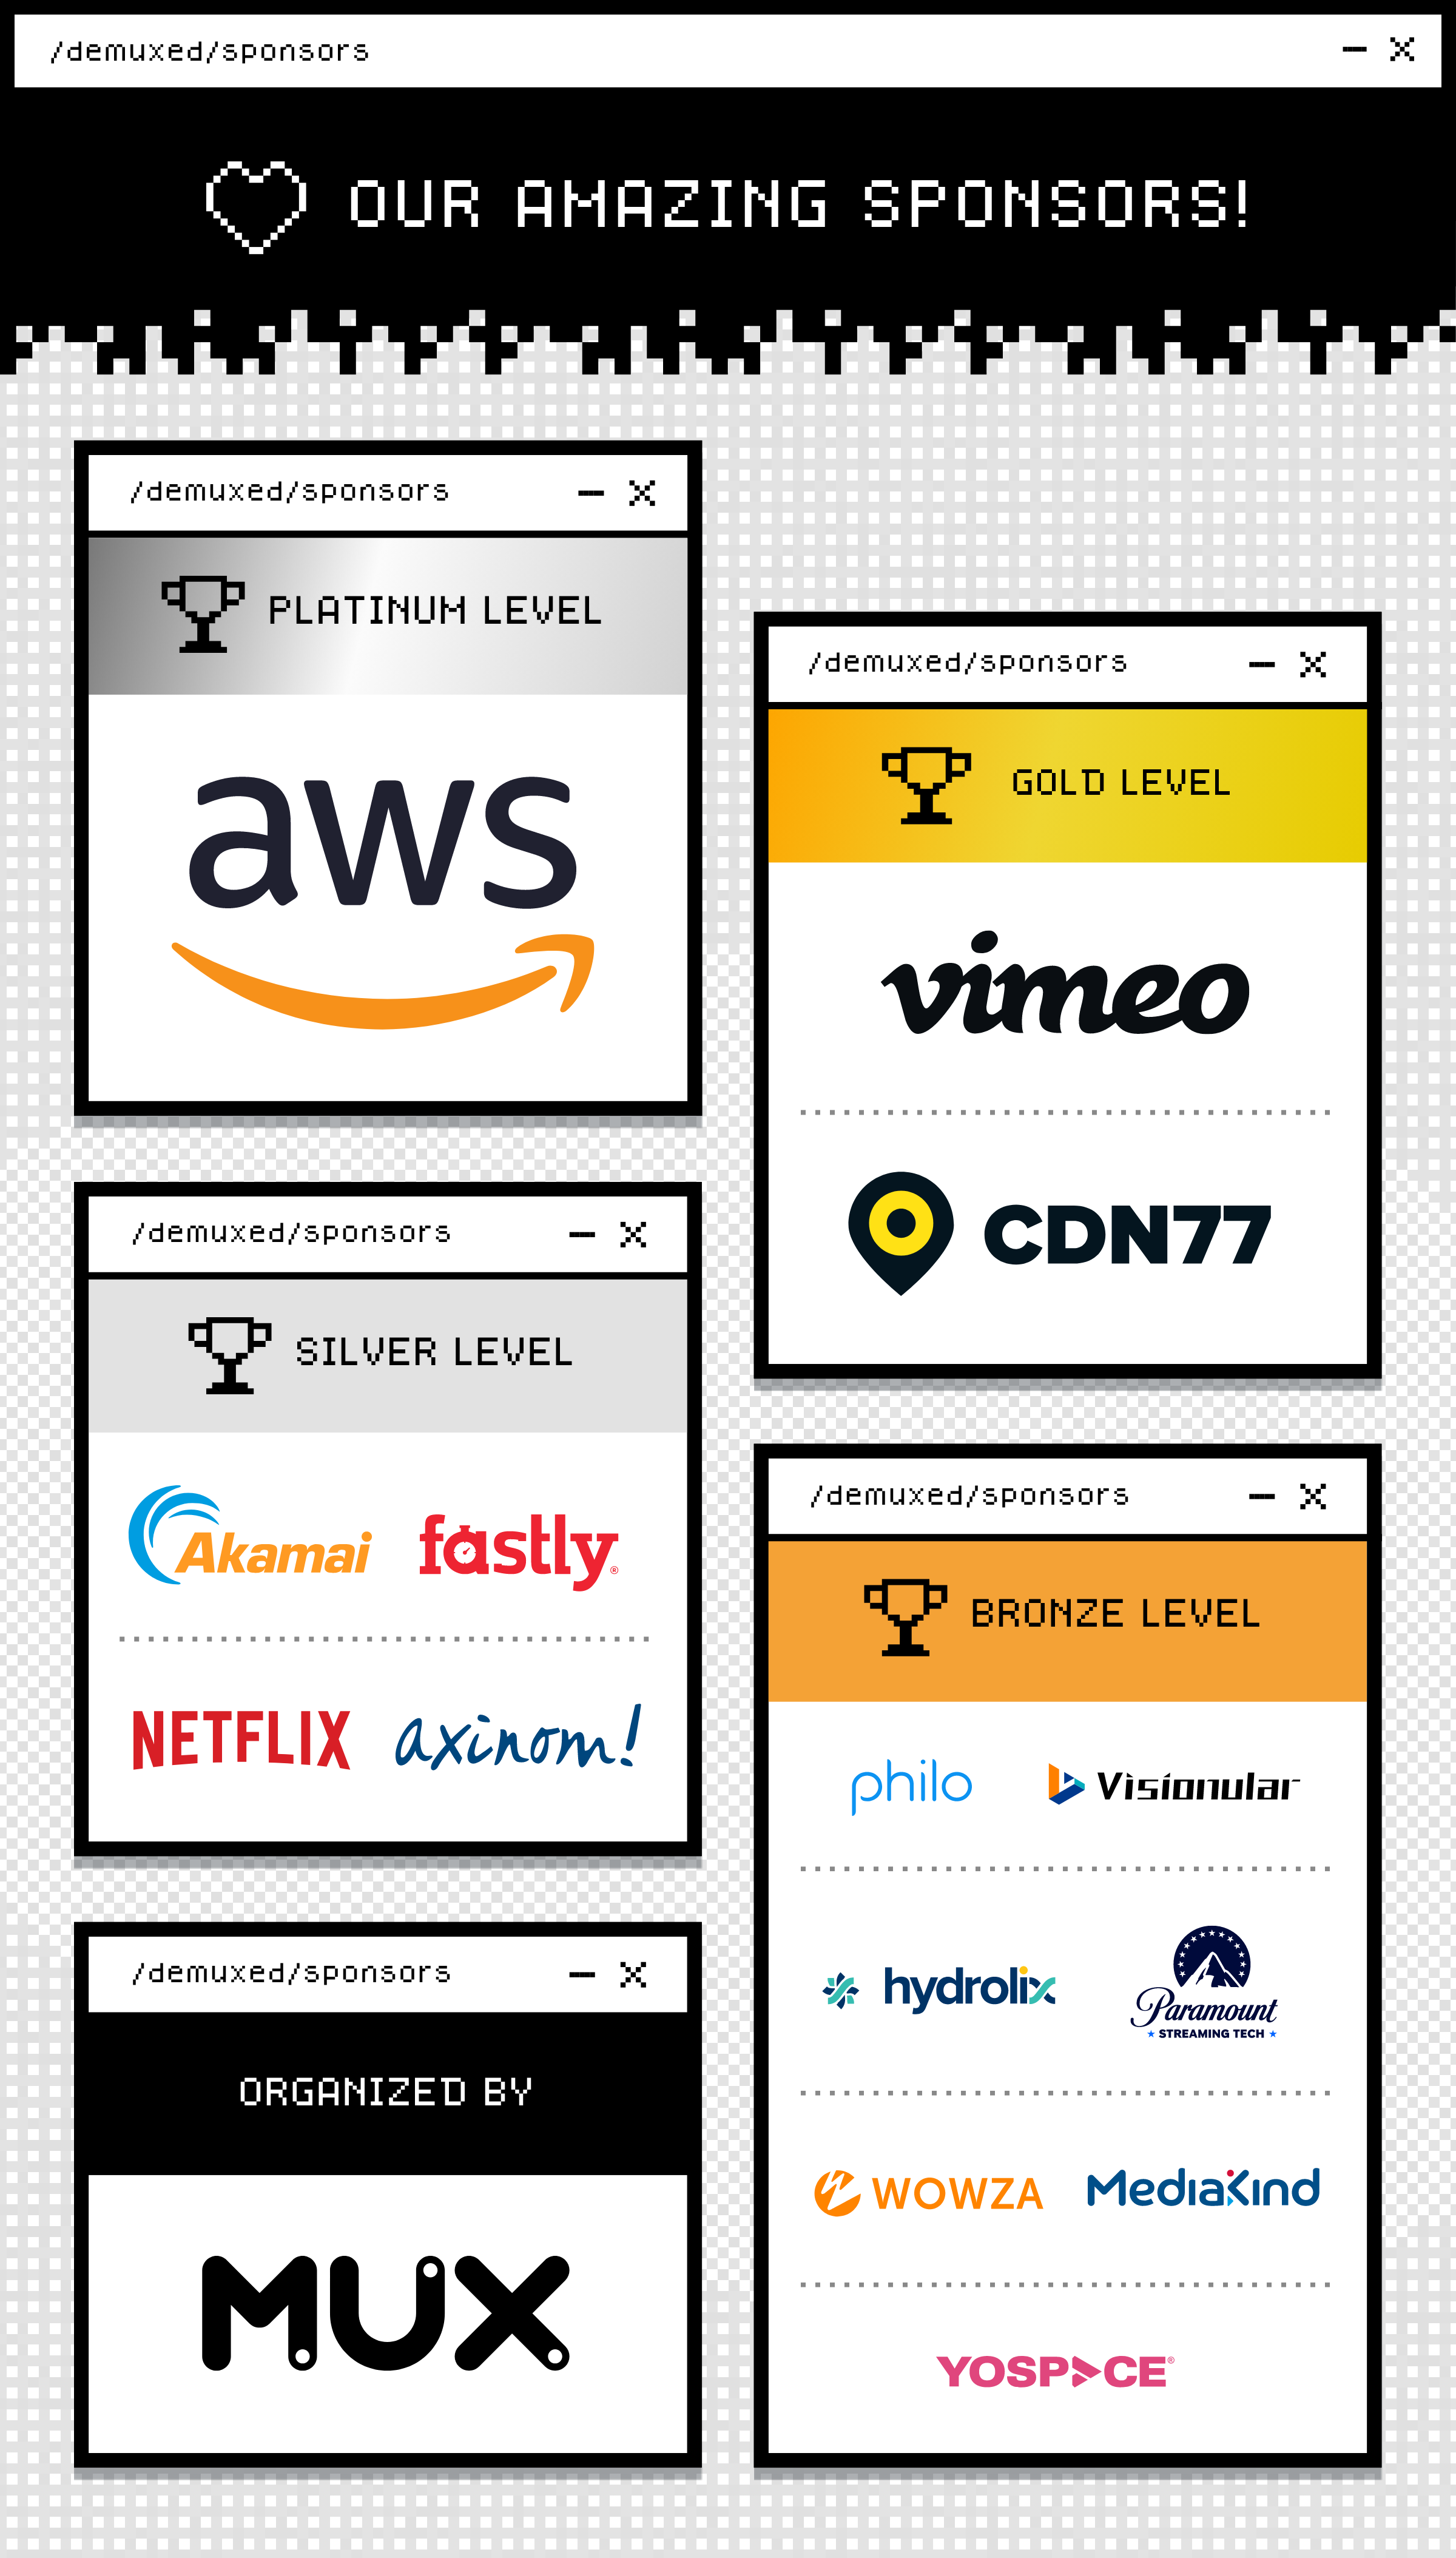 /demuxed/sponsors
OUR AMAZING SPONSORS!
/demuxed/sponsors
PLATINUM LEVEL
aws
/demuxed/sponsors
GOLD LEVEL
vimeo
CDN77
/demuxed/sponsors
SILVER LEVEL
Akamai fastly®
NETFLIX axinom!
/demuxed/sponsors
BRONZE LEVEL
philo Visionular
hydrolix Paramount
STREAMING TECH
WOWZA MediaKind
YOSPACE®
/demuxed/sponsors
ORGANIZED BY
MUX